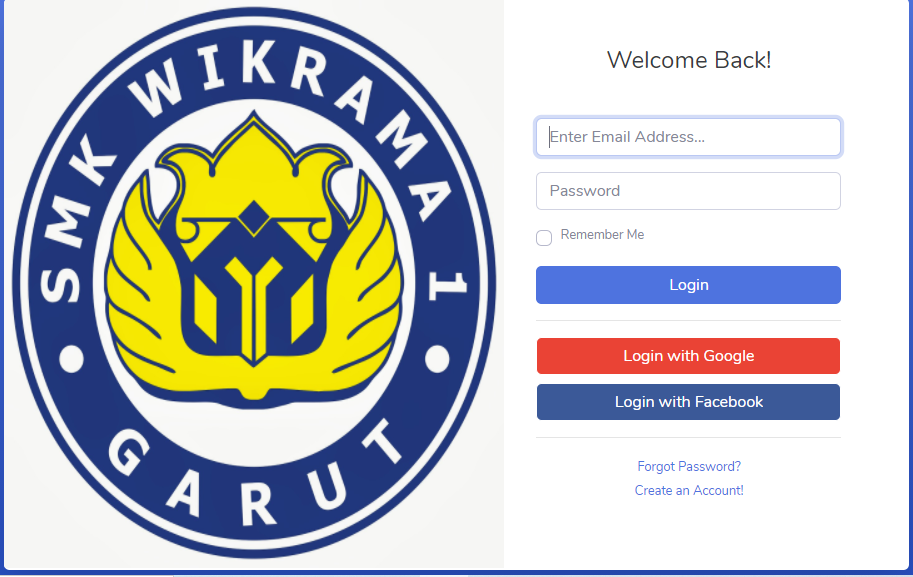 SMK WIKRAMA 1
GARUT
Welcome Back!
Enter Email Address...
Password
Remember Me
Login
Login with Google
Login with Facebook
Forgot Password?
Create an Account!